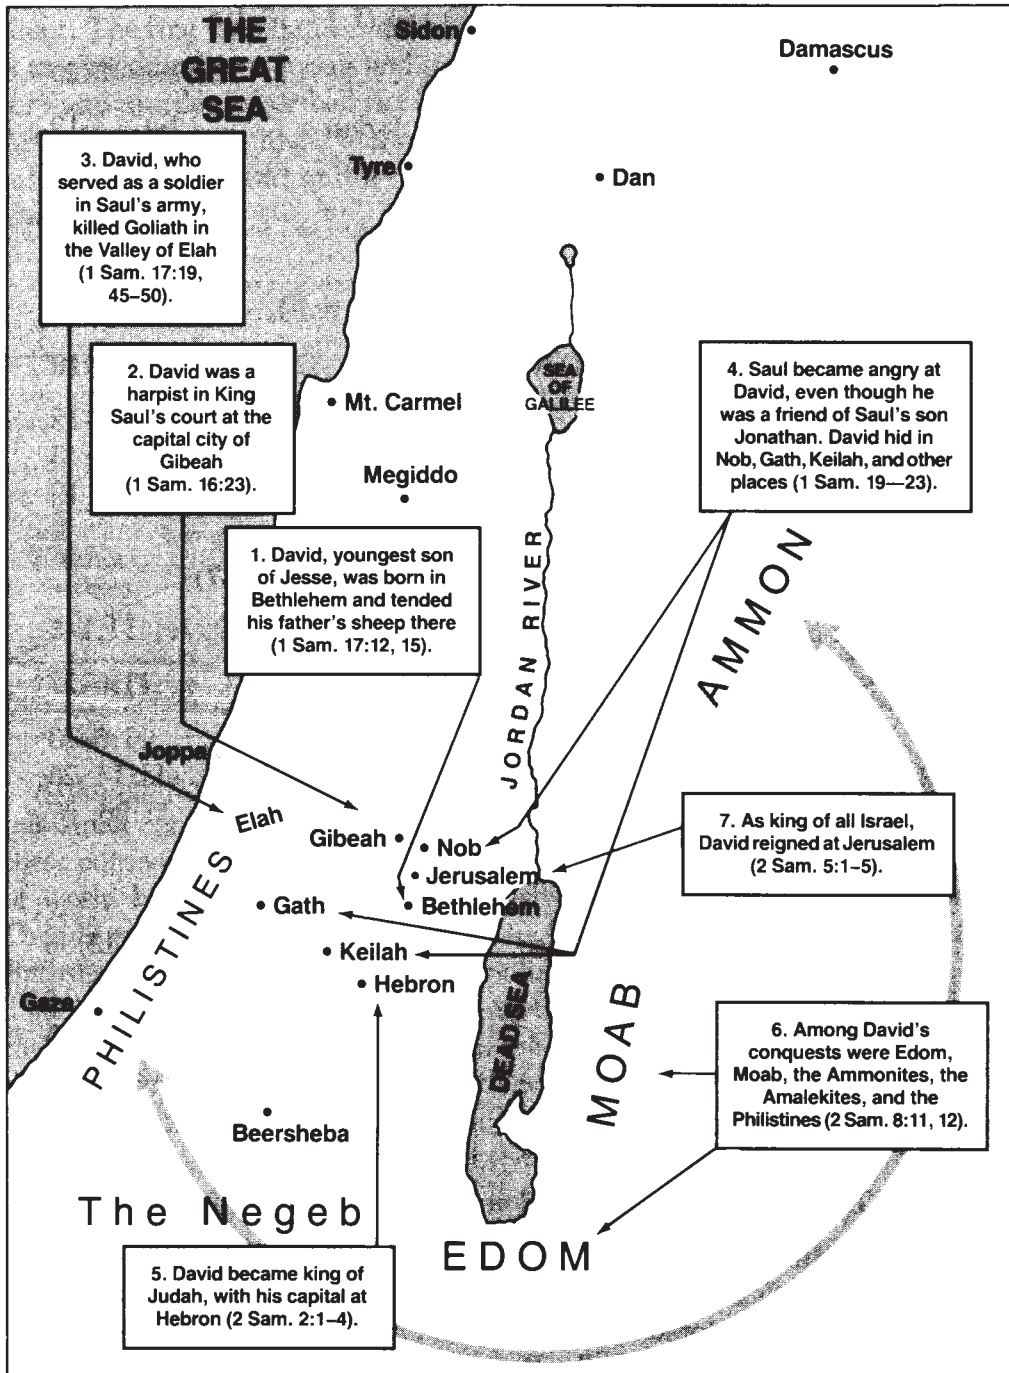 THE
GREAT
SEA
Sidon
Damascus
3. David, who
served as a soldier
in Saul's army,
killed Goliath in
the Valley of Elah
(1 Sam. 17:19,
45–50).
Tyre
Dan
2. David was a
harpist in King
Saul's court at the
capital city of
Gibeah
(1 Sam. 16:23).
Mt. Carmel
SEA
OF
GALILEE
4. Saul became angry at
David, even though he
was a friend of Saul's son
Jonathan. David hid in
Nob, Gath, Keilah, and other
places (1 Sam. 19—23).
Megiddo
1. David, youngest son
of Jesse, was born in
Bethlehem and tended
his father's sheep there
(1 Sam. 17:12, 15).
JORDAN RIVER
AMMON
Joppa
Elah
Gibeah
Nob
Jerusalem
Bethlehem
7. As king of all Israel,
David reigned at Jerusalem
(2 Sam. 5:1–5).
PHILISTINES
Gath
Keilah
Hebron
Gaza
DEAD SEA
MOAB
6. Among David's
conquests were Edom,
Moab, the Ammonites, the
Amalekites, and the
Philistines (2 Sam. 8:11, 12).
Beersheba
The Negeb
EDOM
5. David became king of
Judah, with his capital at
Hebron (2 Sam. 2:1–4).